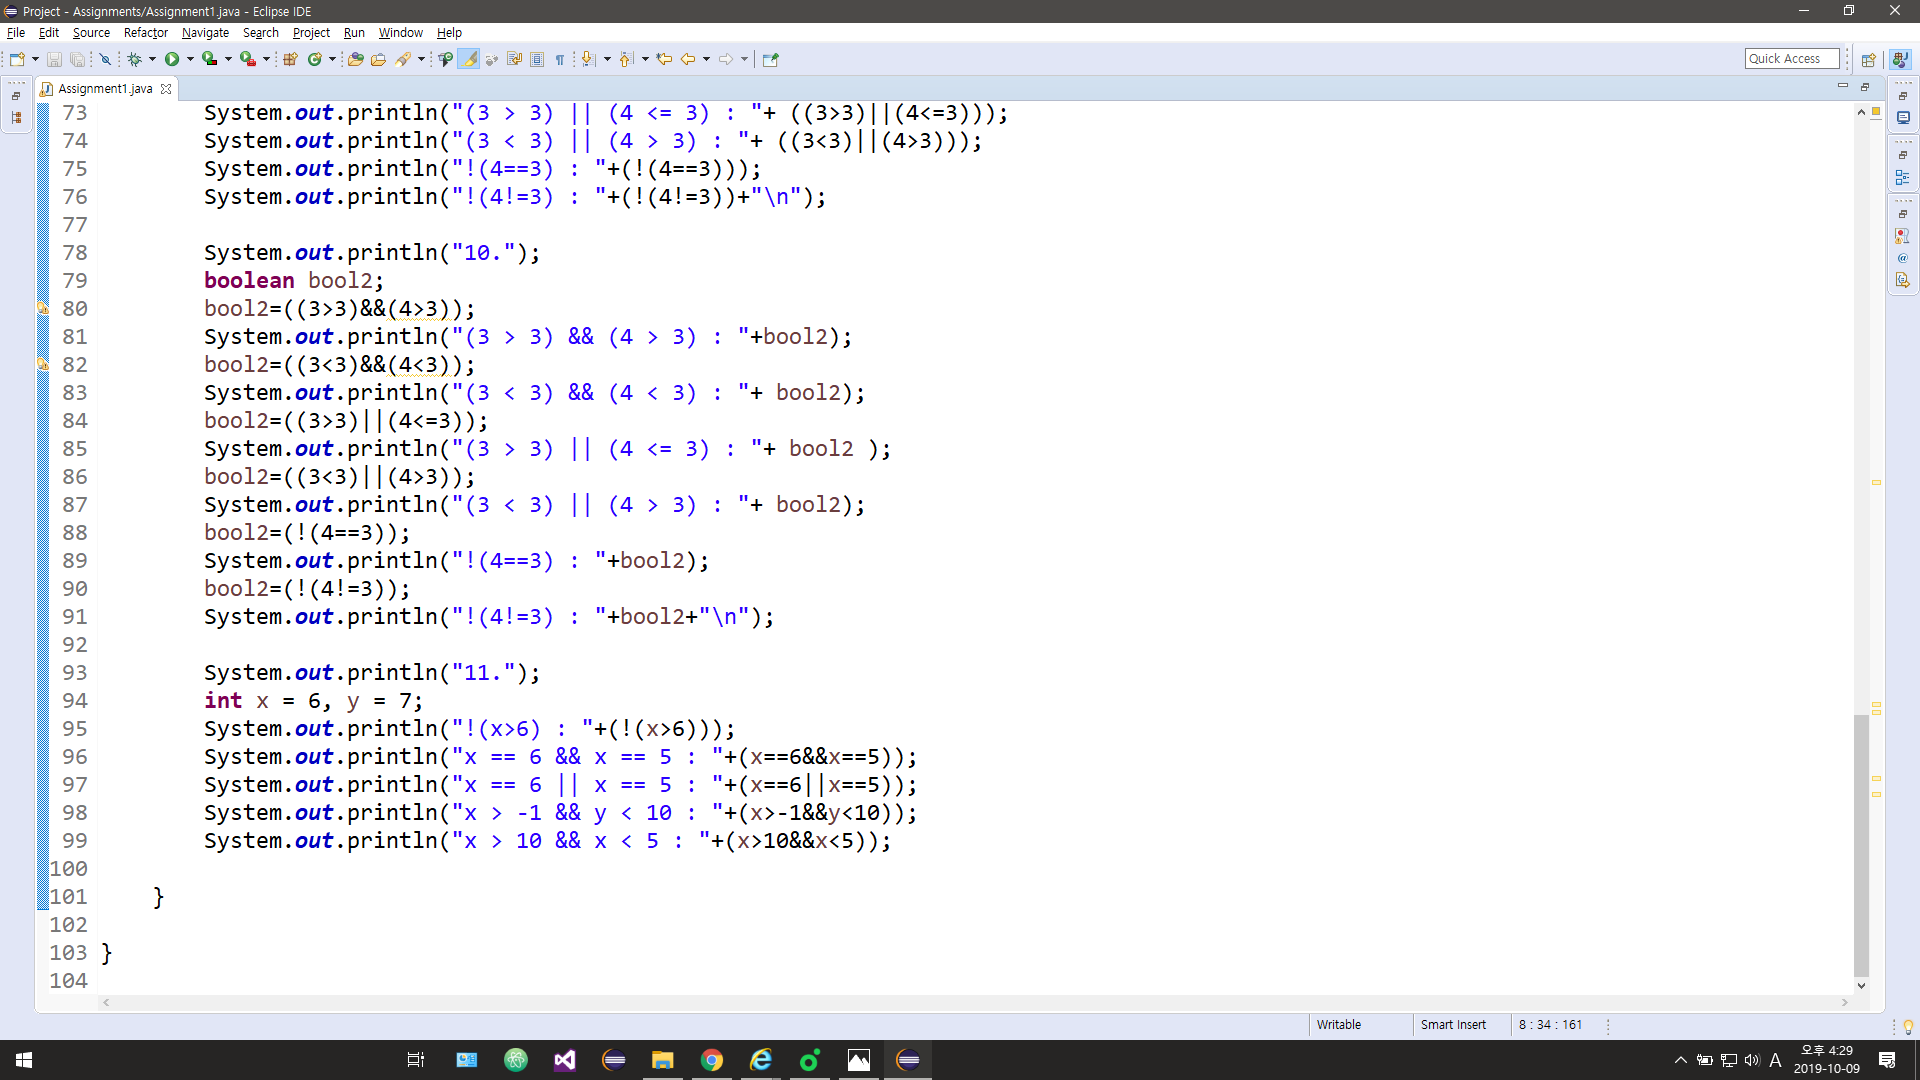 Project - Assignments/Assignment1.java - Eclipse IDE
File Edit Source Refactor Navigate Search Project Run Window Help
Quick Access
Assignment1.java
73 System.out.println("(3 > 3) || (4 <= 3) : "+ ((3>3)||(4<=3)));
74 System.out.println("(3 < 3) || (4 > 3) : "+ ((3<3)||(4>3)));
75 System.out.println("!(4==3) : "+(!(4==3)));
76 System.out.println("!(4!=3) : "+(!(4!=3))+"\n");
77
78 System.out.println("10.");
79 boolean bool2;
80 bool2=((3>3)&&(4>3));
81 System.out.println("(3 > 3) && (4 > 3) : "+bool2);
82 bool2=((3<3)&&(4<3));
83 System.out.println("(3 < 3) && (4 < 3) : "+ bool2);
84 bool2=((3>3)||(4<=3));
85 System.out.println("(3 > 3) || (4 <= 3) : "+ bool2 );
86 bool2=((3<3)||(4>3));
87 System.out.println("(3 < 3) || (4 > 3) : "+ bool2);
88 bool2=(!(4==3));
89 System.out.println("!(4==3) : "+bool2);
90 bool2=(!(4!=3));
91 System.out.println("!(4!=3) : "+bool2+"\n");
92
93 System.out.println("11.");
94 int x = 6, y = 7;
95 System.out.println("!(x>6) : "+(!(x>6)));
96 System.out.println("x == 6 && x == 5 : "+(x==6&&x==5));
97 System.out.println("x == 6 || x == 5 : "+(x==6||x==5));
98 System.out.println("x > -1 && y < 10 : "+(x>-1&&y<10));
99 System.out.println("x > 10 && x < 5 : "+(x>10&&x<5));
100
101 }
102
103 }
104
Writable Smart Insert 8 : 34 : 161
A 오후 4:29
2019-10-09